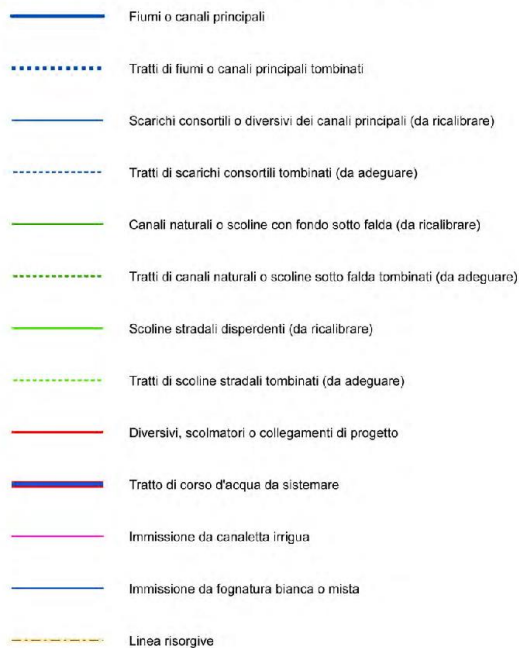 Fiumi o canali principali
Tratti di fiumi o canali principali tombinati
Scarichi consortili o diversivi dei canali principali (da ricalibrare)
Tratti di scarichi consortili tombinati (da adeguare)
Canali naturali o scoline con fondo sotto falda (da ricalibrare)
Tratti di canali naturali o scoline sotto falda tombinati (da adeguare)
Scoline stradali disperdenti (da ricalibrare)
Tratti di scoline stradali tombinati (da adeguare)
Diversivi, scolmatori o collegamenti di progetto
Tratto di corso d'acqua da sistemare
Immissione da canaletta irrigua
Immissione da fognatura bianca o mista
Linea risorgive